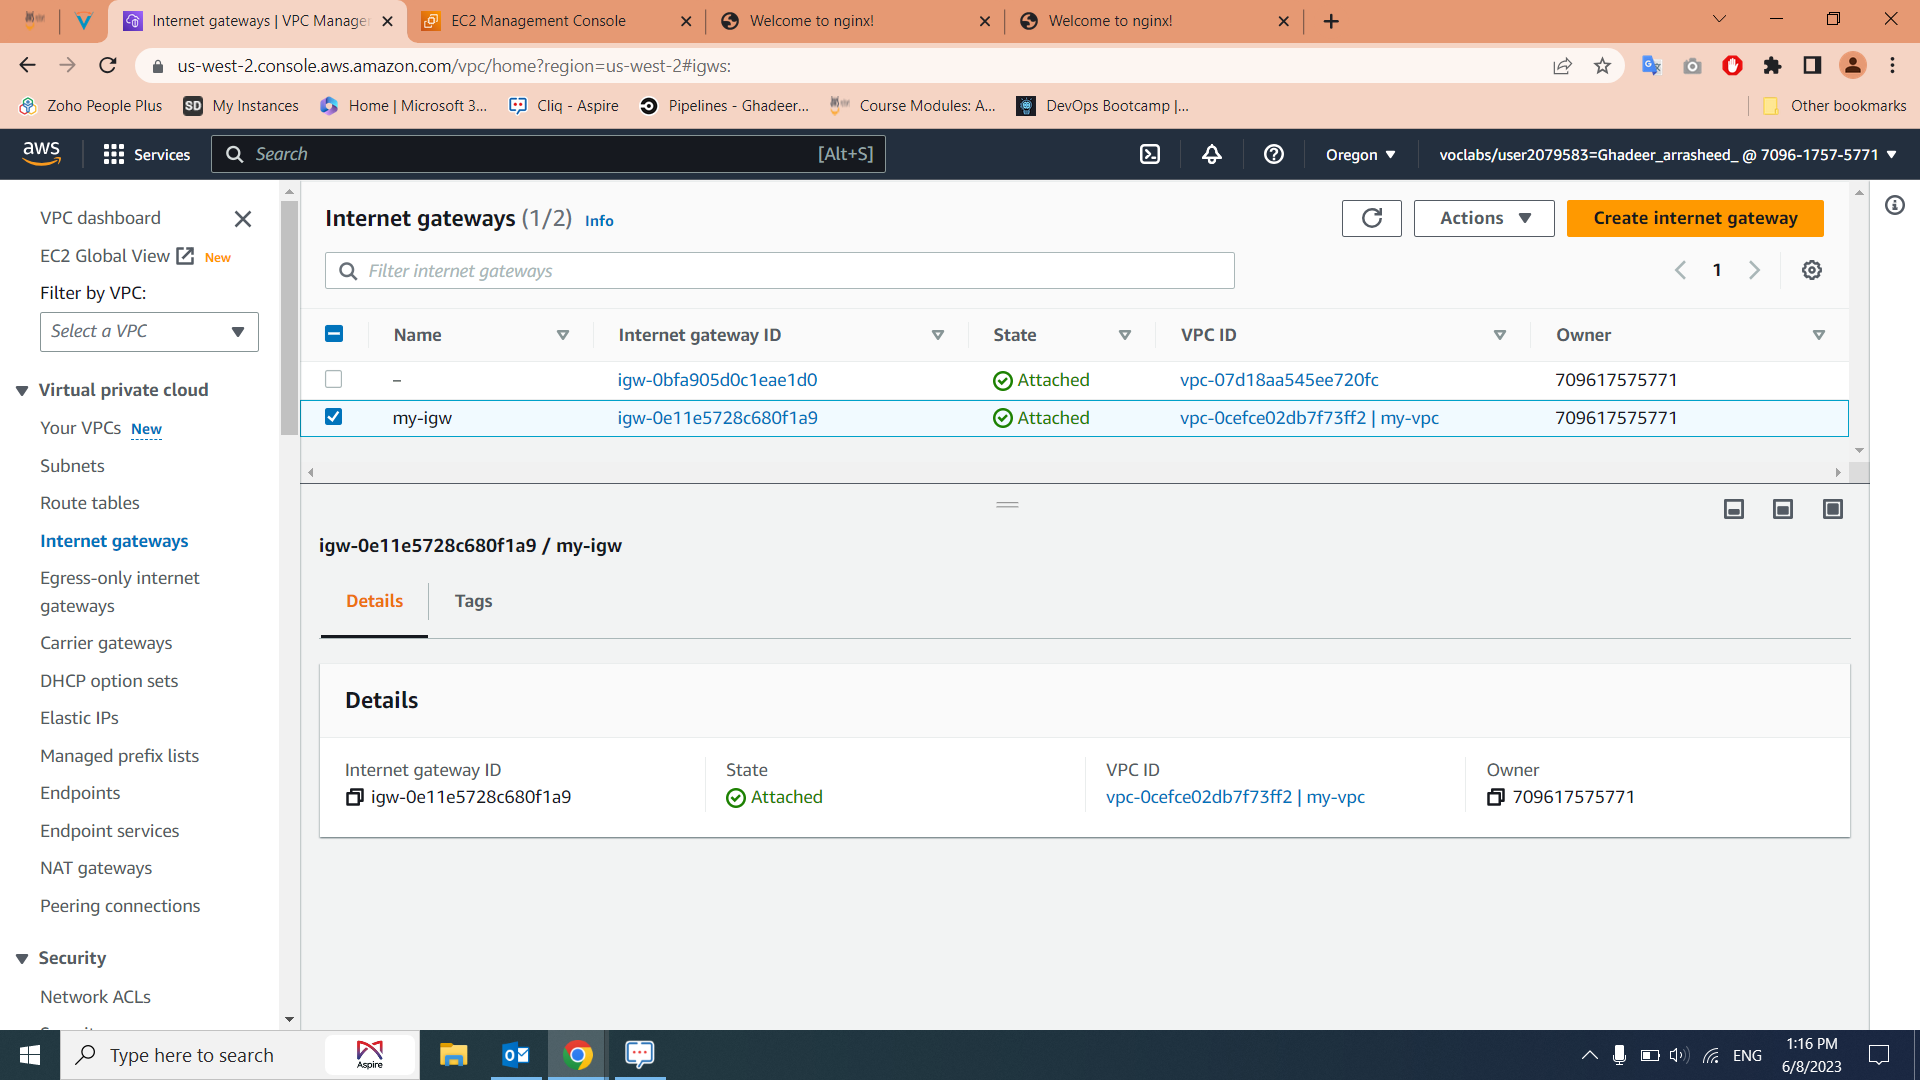 Internet gateways | VPC Manage
EC2 Management Console
Welcome to nginx!
Welcome to nginx!
us-west-2.console.aws.amazon.com/vpc/home?region=us-west-2#igws:
Zoho People Plus
SD My Instances
Home | Microsoft 3...
Cliq - Aspire
Pipelines - Ghadeer...
Course Modules: A...
DevOps Bootcamp |...
Other bookmarks
aws
Services
Search
[Alt+S]
Oregon
voclabs/user2079583=Ghadeer_arrasheed_ @ 7096-1757-5771
VPC dashboard
EC2 Global View New
Filter by VPC:
Select a VPC
Virtual private cloud
Your VPCs New
Subnets
Route tables
Internet gateways
Egress-only internet
gateways
Carrier gateways
DHCP option sets
Elastic IPs
Managed prefix lists
Endpoints
Endpoint services
NAT gateways
Peering connections
Security
Network ACLs
Internet gateways (1/2) Info
Actions
Create internet gateway
Filter internet gateways
1
Name Internet gateway ID State VPC ID Owner
– igw-0bfa905d0c1eae1d0 Attached vpc-07d18aa545ee720fc 709617575771
my-igw igw-0e11e5728c680f1a9 Attached vpc-0cefce02db7f73ff2 | my-vpc 709617575771
igw-0e11e5728c680f1a9 / my-igw
Details
Tags
Details
Internet gateway ID
igw-0e11e5728c680f1a9
State
Attached
VPC ID
vpc-0cefce02db7f73ff2 | my-vpc
Owner
709617575771
Type here to search
Aspire
ENG
1:16 PM
6/8/2023